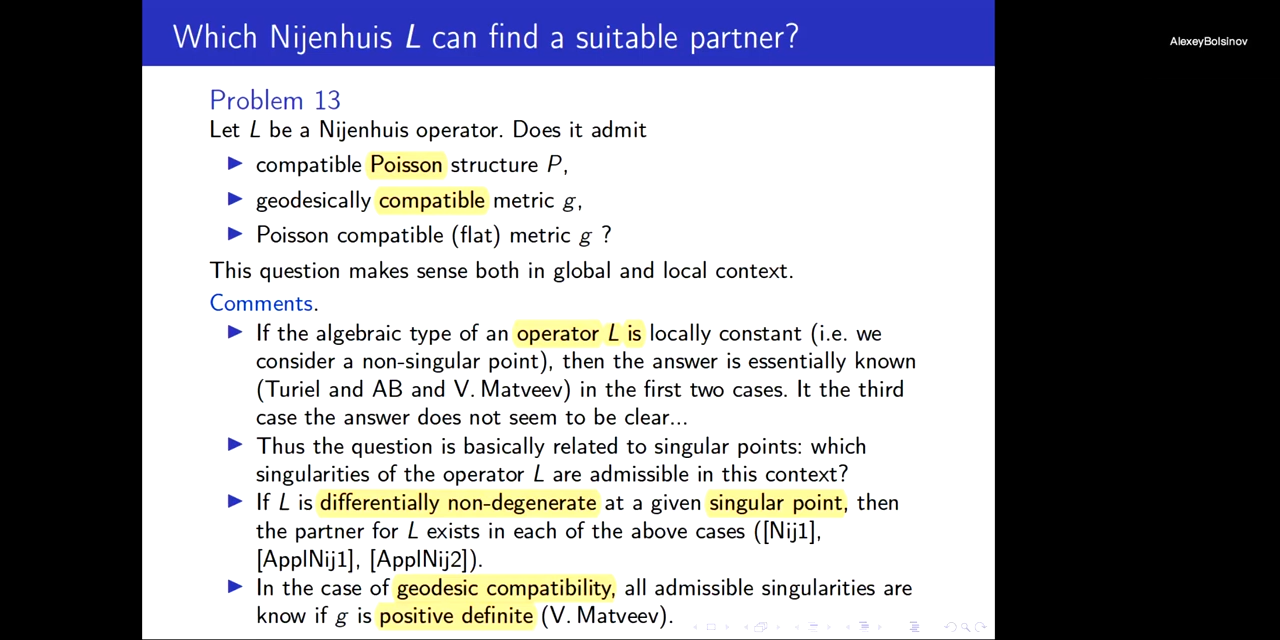 Which Nijenhuis L can find a suitable partner?
AlexeyBolsinov
Problem 13
Let L be a Nijenhuis operator. Does it admit
▶ compatible Poisson structure P,
▶ geodesically compatible metric g,
▶ Poisson compatible (flat) metric g ?
This question makes sense both in global and local context.
Comments.
▶ If the algebraic type of an operator L is locally constant (i.e. we
consider a non-singular point), then the answer is essentially known
(Turiel and AB and V. Matveev) in the first two cases. It the third
case the answer does not seem to be clear...
▶ Thus the question is basically related to singular points: which
singularities of the operator L are admissible in this context?
▶ If L is differentially non-degenerate at a given singular point, then
the partner for L exists in each of the above cases ([Nij1],
[ApplNij1], [ApplNij2]).
▶ In the case of geodesic compatibility, all admissible singularities are
know if g is positive definite (V. Matveev).